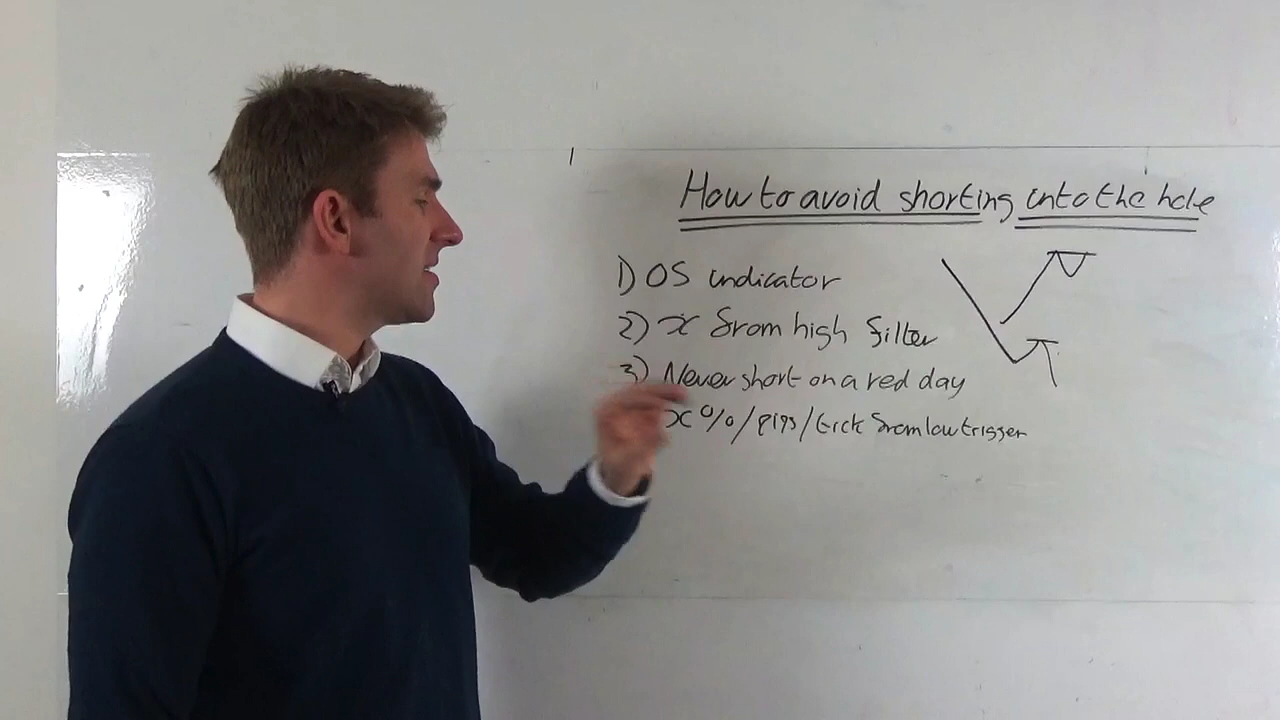 How to avoid shorting into the hole
1) OS indicator
2) x from high filter
3) Never short on a red day
x%/pips/tick from low trigger